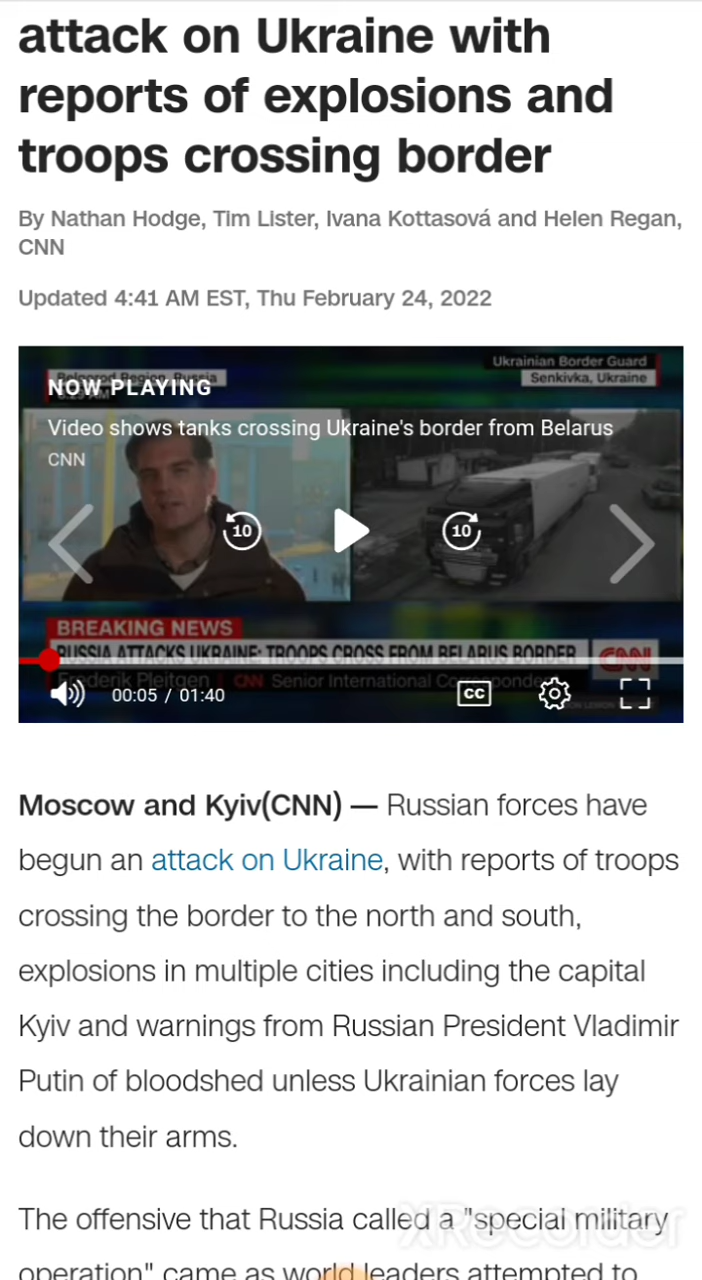 attack on Ukraine with
reports of explosions and
troops crossing border
By Nathan Hodge, Tim Lister, Ivana Kottasová and Helen Regan,
CNN
Updated 4:41 AM EST, Thu February 24, 2022
Ukrainian Border Guard
Belgorod Region, Russia
Senkivka, Ukraine
NOW PLAYING
Video shows tanks crossing Ukraine's border from Belarus
CNN
10
10
BREAKING NEWS
RUSSIA ATTACKS UKRAINE: TROOPS CROSS FROM BELARUS BORDER
CNN
Frederik Pleitgen CNN Senior International Correspondent
00:05 / 01:40
CC
Moscow and Kyiv(CNN) — Russian forces have
begun an attack on Ukraine, with reports of troops
crossing the border to the north and south,
explosions in multiple cities including the capital
Kyiv and warnings from Russian President Vladimir
Putin of bloodshed unless Ukrainian forces lay
down their arms.
The offensive that Russia called a "special military
XRecorder
operation" came as world leaders attempted to